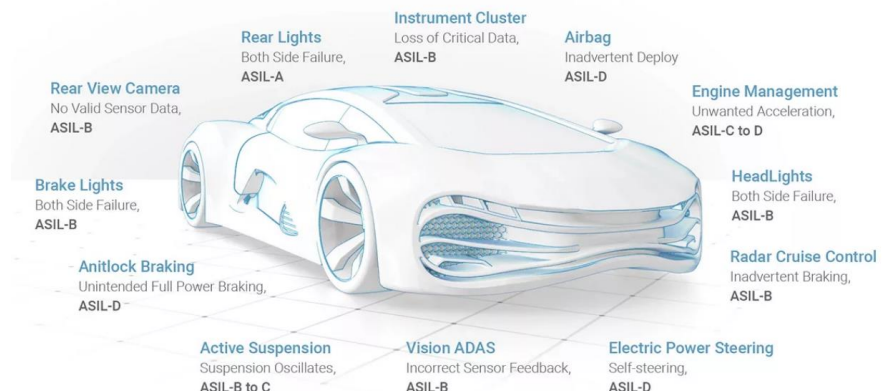 Instrument Cluster
Loss of Critical Data,
ASIL-B
Rear Lights
Both Side Failure,
ASIL-A
Airbag
Inadvertent Deploy
ASIL-D
Rear View Camera
No Valid Sensor Data,
ASIL-B
Engine Management
Unwanted Acceleration,
ASIL-C to D
Brake Lights
Both Side Failure,
ASIL-B
HeadLights
Both Side Failure,
ASIL-B
Anitlock Braking
Unintended Full Power Braking,
ASIL-D
Radar Cruise Control
Inadvertent Braking,
ASIL-B
Active Suspension
Suspension Oscillates,
ASIL-B to C
Vision ADAS
Incorrect Sensor Feedback,
ASIL-B
Electric Power Steering
Self-steering,
ASIL-D